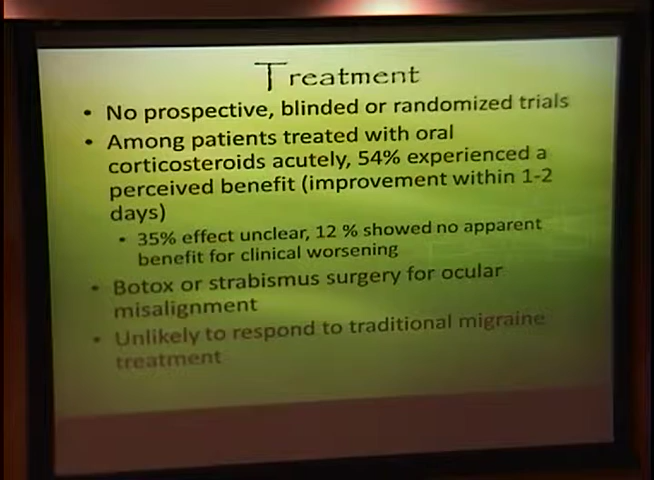 Treatment
• No prospective, blinded or randomized trials
• Among patients treated with oral
corticosteroids acutely, 54% experienced a
perceived benefit (improvement within 1-2
days)
• 35% effect unclear, 12 % showed no apparent
benefit for clinical worsening
• Botox or strabismus surgery for ocular
misalignment
• Unlikely to respond to traditional migraine
treatment